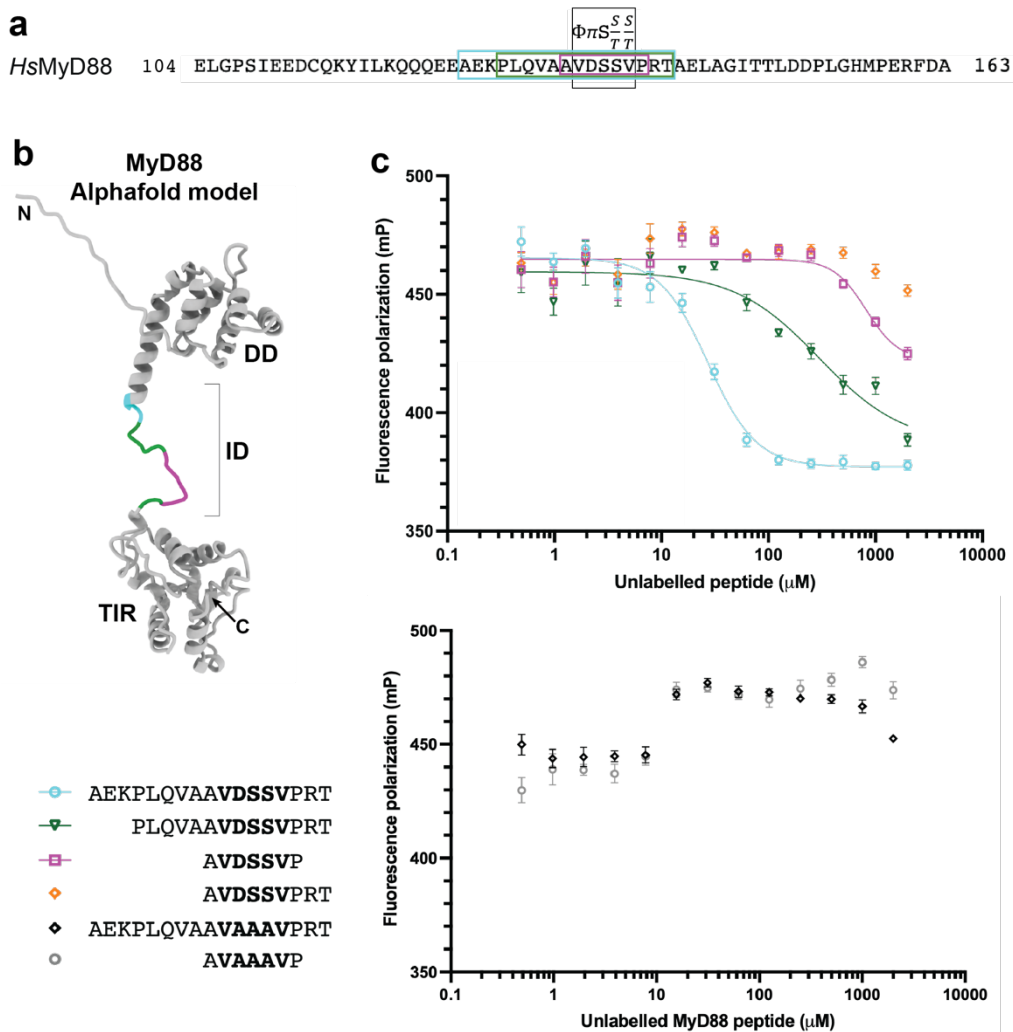 a
ΦπS S/T S/T
HsMyD88 104 ELGPSIEEDCQKYILKQQQEEAEKPLQVAAVDSSVPRTAELAGITTLDDPLGHMPERFDA 163
b
MyD88
Alphafold model
N
DD
ID
TIR
C
AEKPLQVAAVDSSVPRT
PLQVAAVDSSVPRT
AVDSSVP
AVDSSVPRT
AEKPLQVAAVAAAVPRT
AVAAAVP
c
500
450
400
350
Fluorescence polarization (mP)
0.1 1 10 100 1000 10000
Unlabelled peptide (μM)
500
450
400
350
Fluorescence polarization (mP)
0.1 1 10 100 1000 10000
Unlabelled MyD88 peptide (μM)